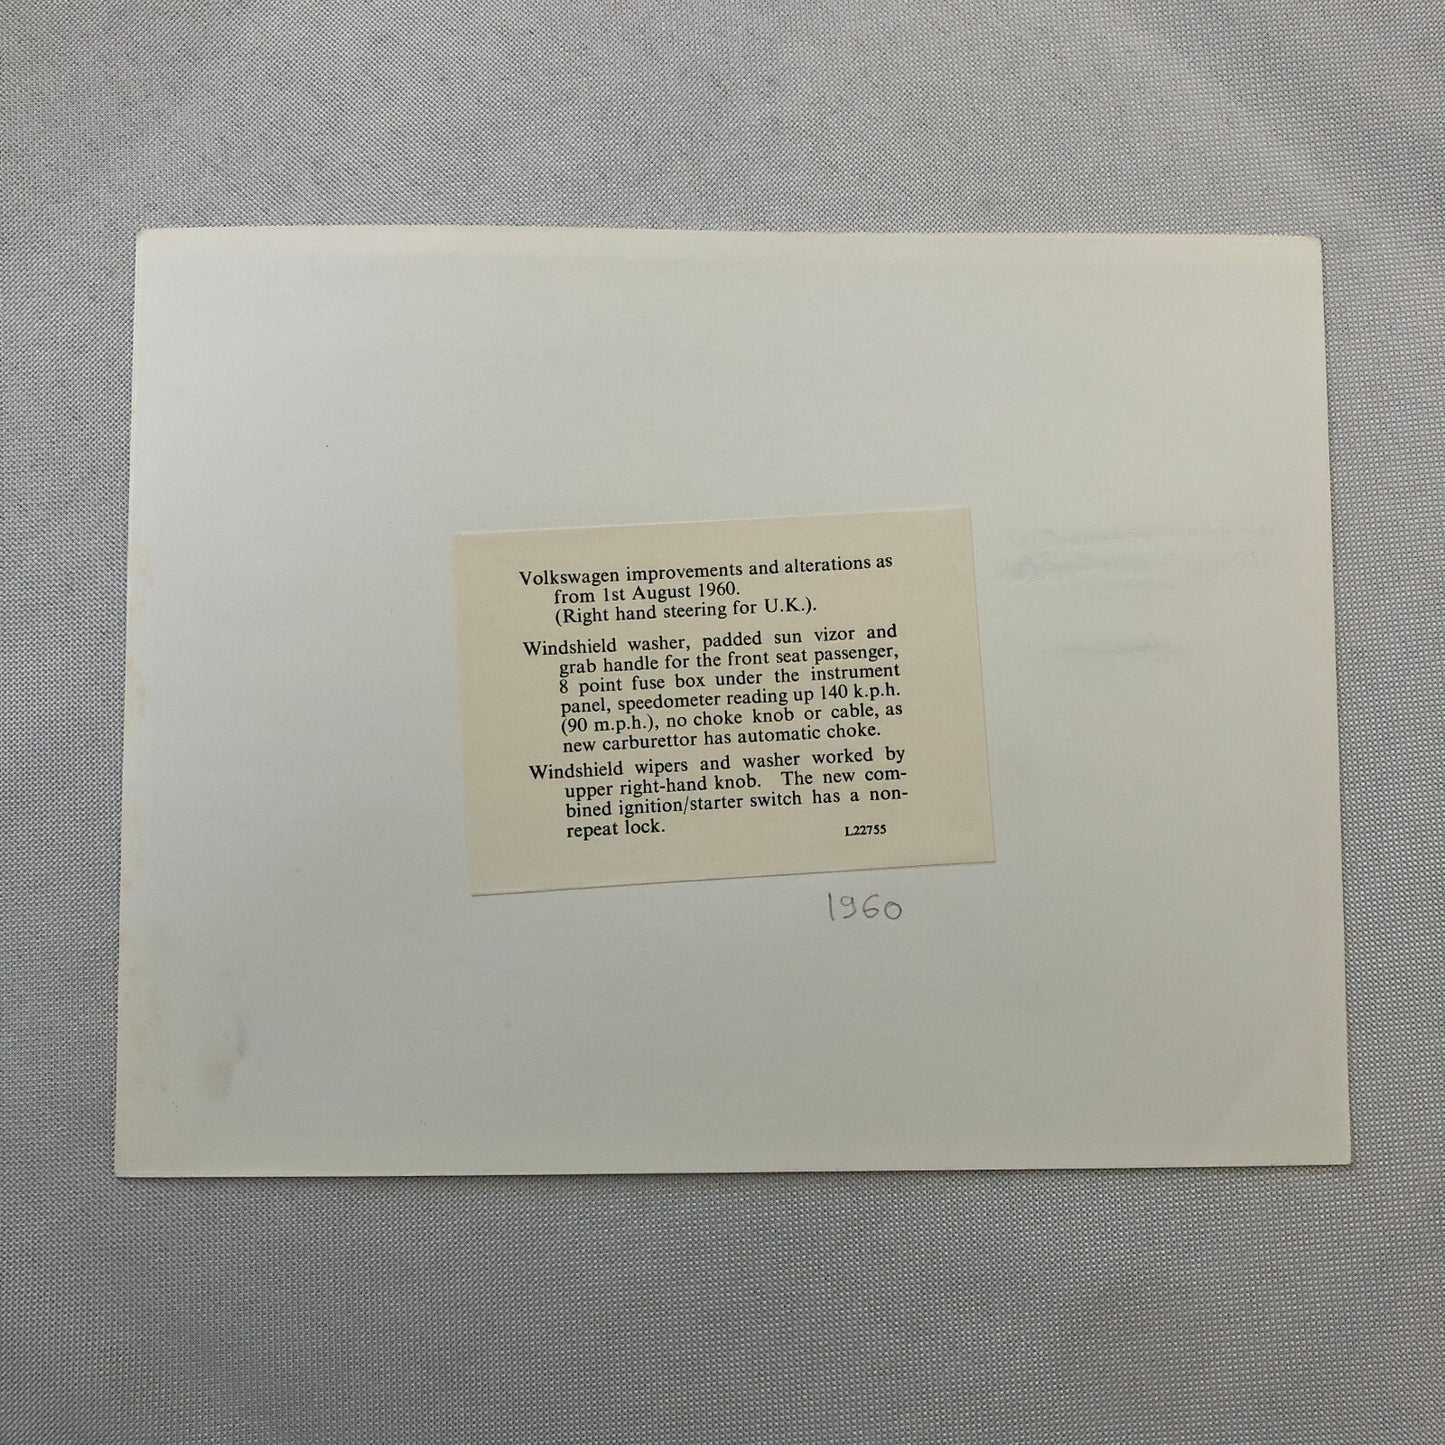 Volkswagen improvements and alterations as
from 1st August 1960.
(Right hand steering for U.K.).
Windshield washer, padded sun vizor and
grab handle for the front seat passenger,
8 point fuse box under the instrument
panel, speedometer reading up 140 k.p.h.
(90 m.p.h.), no choke knob or cable, as
new carburettor has automatic choke.
Windshield wipers and washer worked by
upper right-hand knob. The new com-
bined ignition/starter switch has a non-
repeat lock.
L22755
1960